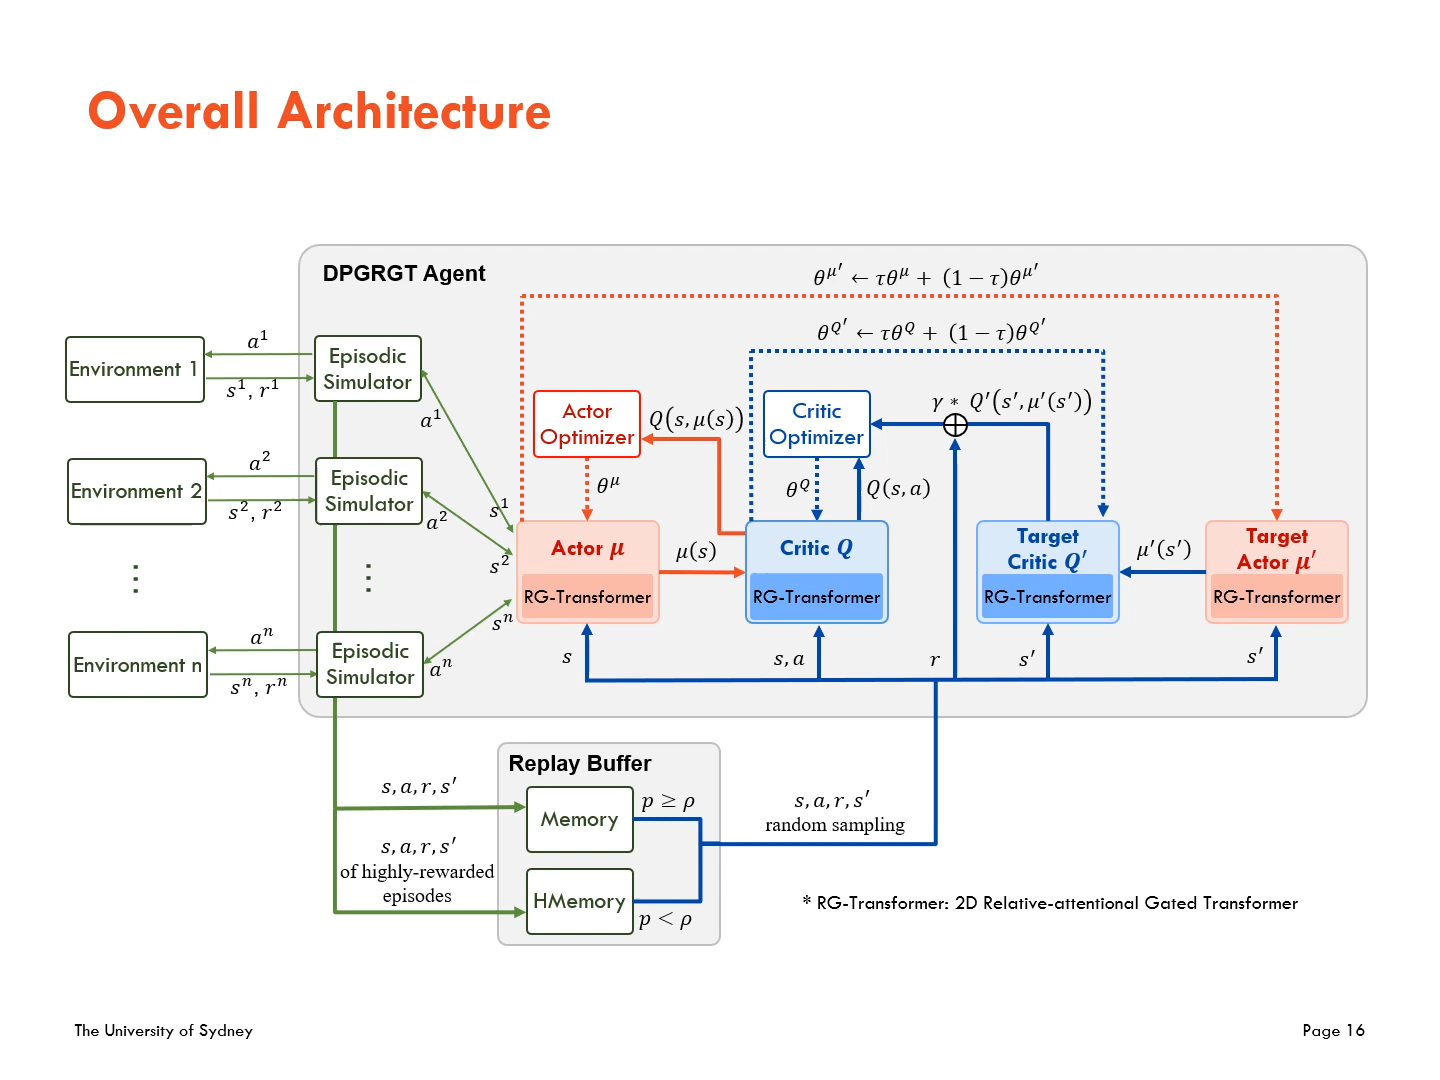 Overall Architecture
DPGRGT Agent
θ^μ′ ← τθ^μ + (1 − τ)θ^μ′
θ^Q′ ← τθ^Q + (1 − τ)θ^Q′
Environment 1
a^1
s^1, r^1
Episodic
Simulator
a^1
s^1
Environment 2
a^2
s^2, r^2
Episodic
Simulator
a^2
s^2
⋮
⋮
Environment n
a^n
s^n, r^n
Episodic
Simulator
a^n
s^n
Actor
Optimizer
Q(s, μ(s))
θ^μ
Critic
Optimizer
θ^Q
Q(s, a)
γ ∗ Q′(s′, μ′(s′))
Actor μ
RG-Transformer
μ(s)
Critic Q
RG-Transformer
Target
Critic Q′
RG-Transformer
μ′(s′)
Target
Actor μ′
RG-Transformer
s
s, a
r
s′
s′
Replay Buffer
s, a, r, s′
Memory
p ≥ ρ
s, a, r, s′
of highly-rewarded
episodes
HMemory
p < ρ
s, a, r, s′
random sampling
* RG-Transformer: 2D Relative-attentional Gated Transformer
The University of Sydney
Page 16